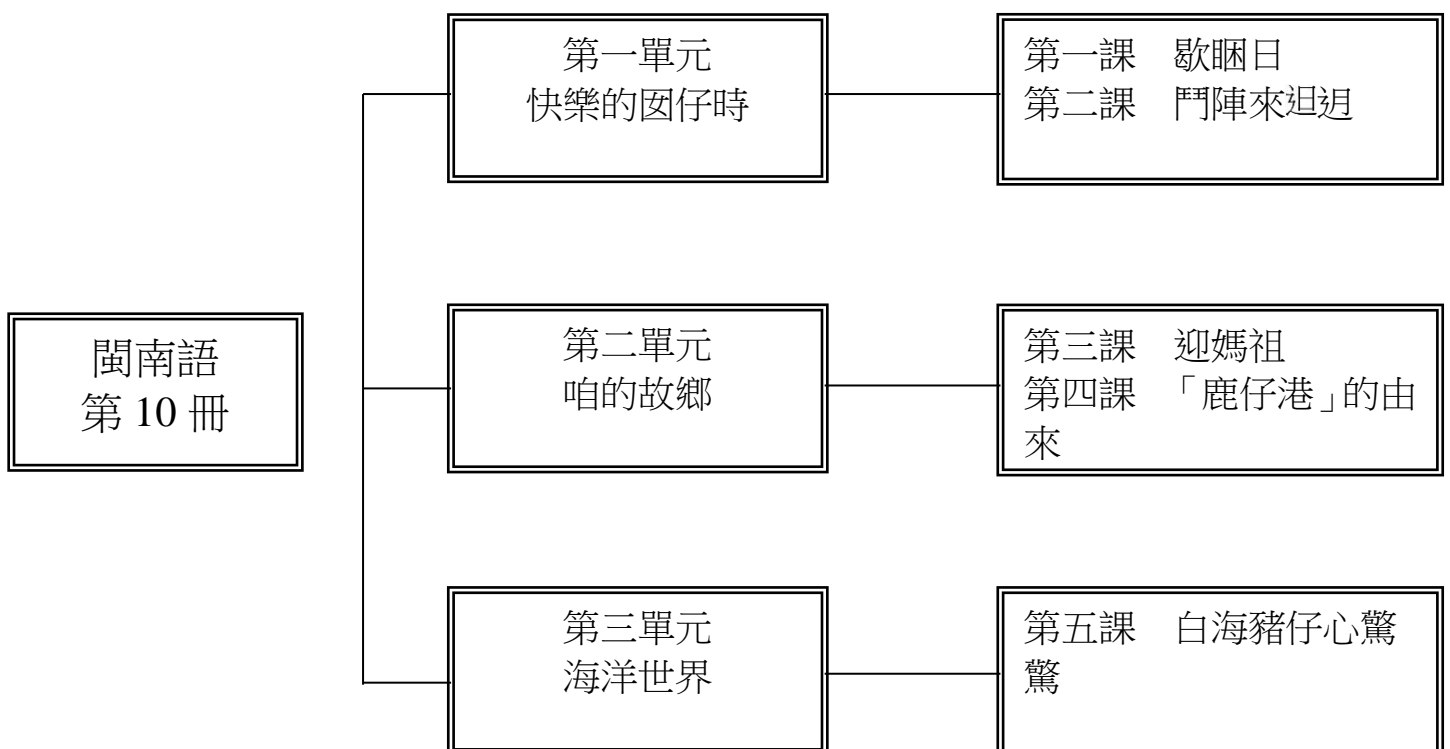 第一單元
快樂的囡仔時
第一課 歇睏日
第二課 鬥陣來𨑨迌
閩南語
第 10 冊
第二單元
咱的故鄉
第三課 迎媽祖
第四課 「鹿仔港」的由
來
第三單元
海洋世界
第五課 白海豬仔心驚
驚